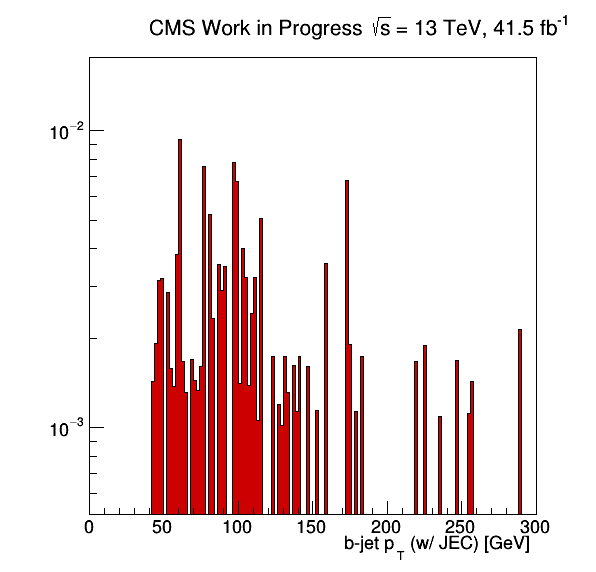 CMS Work in Progress √s = 13 TeV, 41.5 fb⁻¹
10⁻²
10⁻³
0 50 100 150 200 250 300
b-jet p_T (w/ JEC) [GeV]